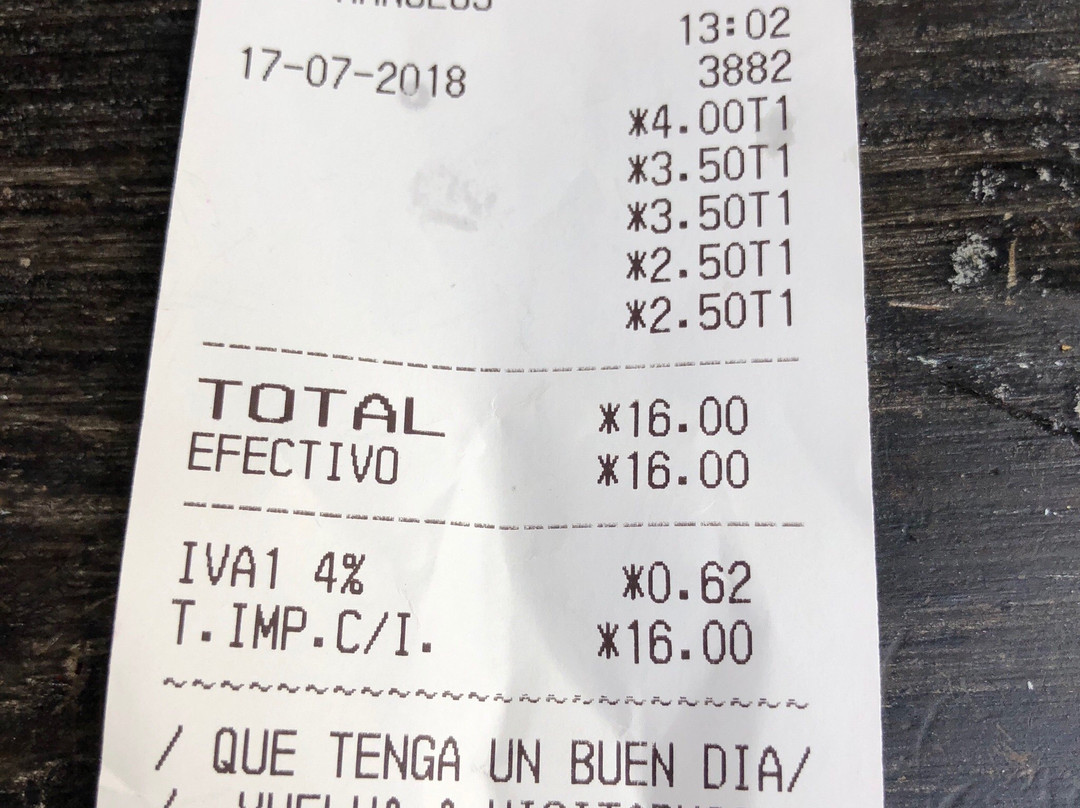 13:02
17-07-2018 3882
*4.00T1
*3.50T1
*3.50T1
*2.50T1
*2.50T1
TOTAL *16.00
EFECTIVO *16.00
IVA1 4% *0.62
T.IMP.C/I. *16.00
/ QUE TENGA UN BUEN DIA/